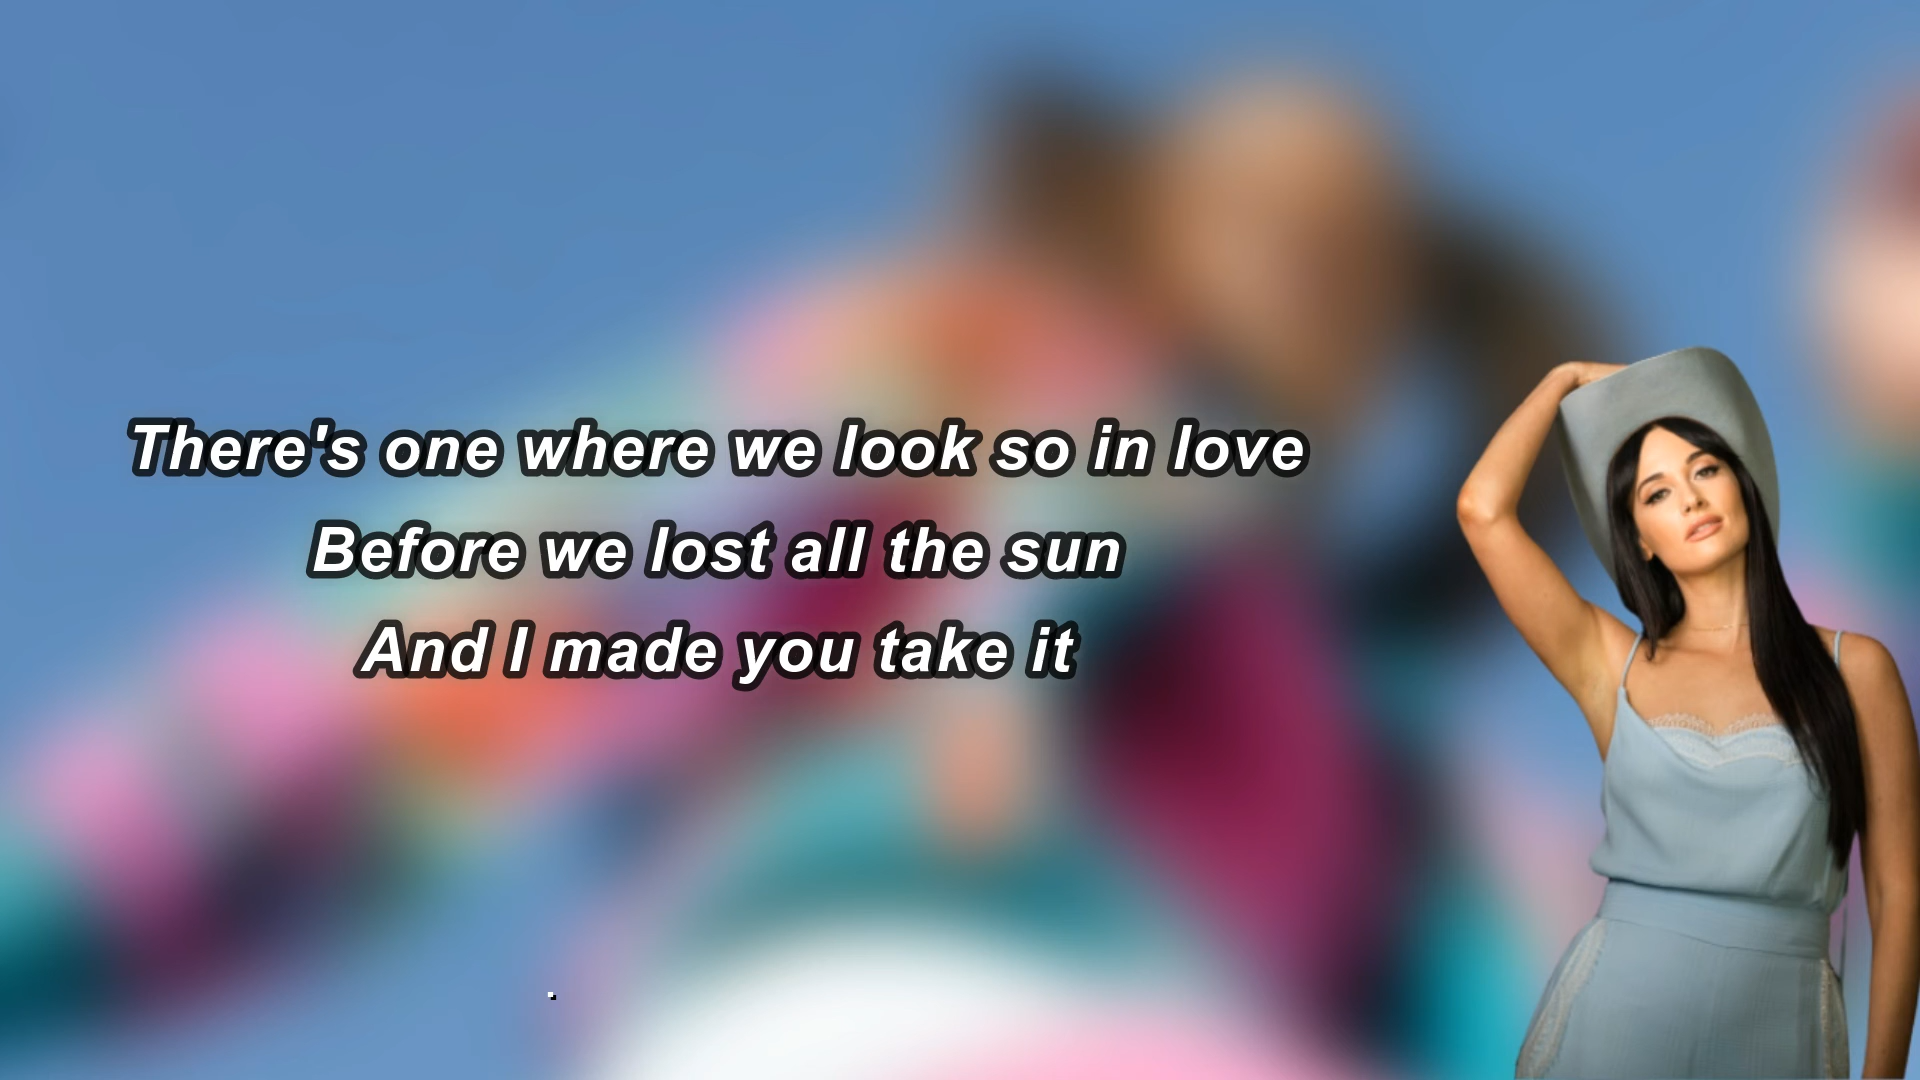 There's one where we look so in love
Before we lost all the sun
And I made you take it